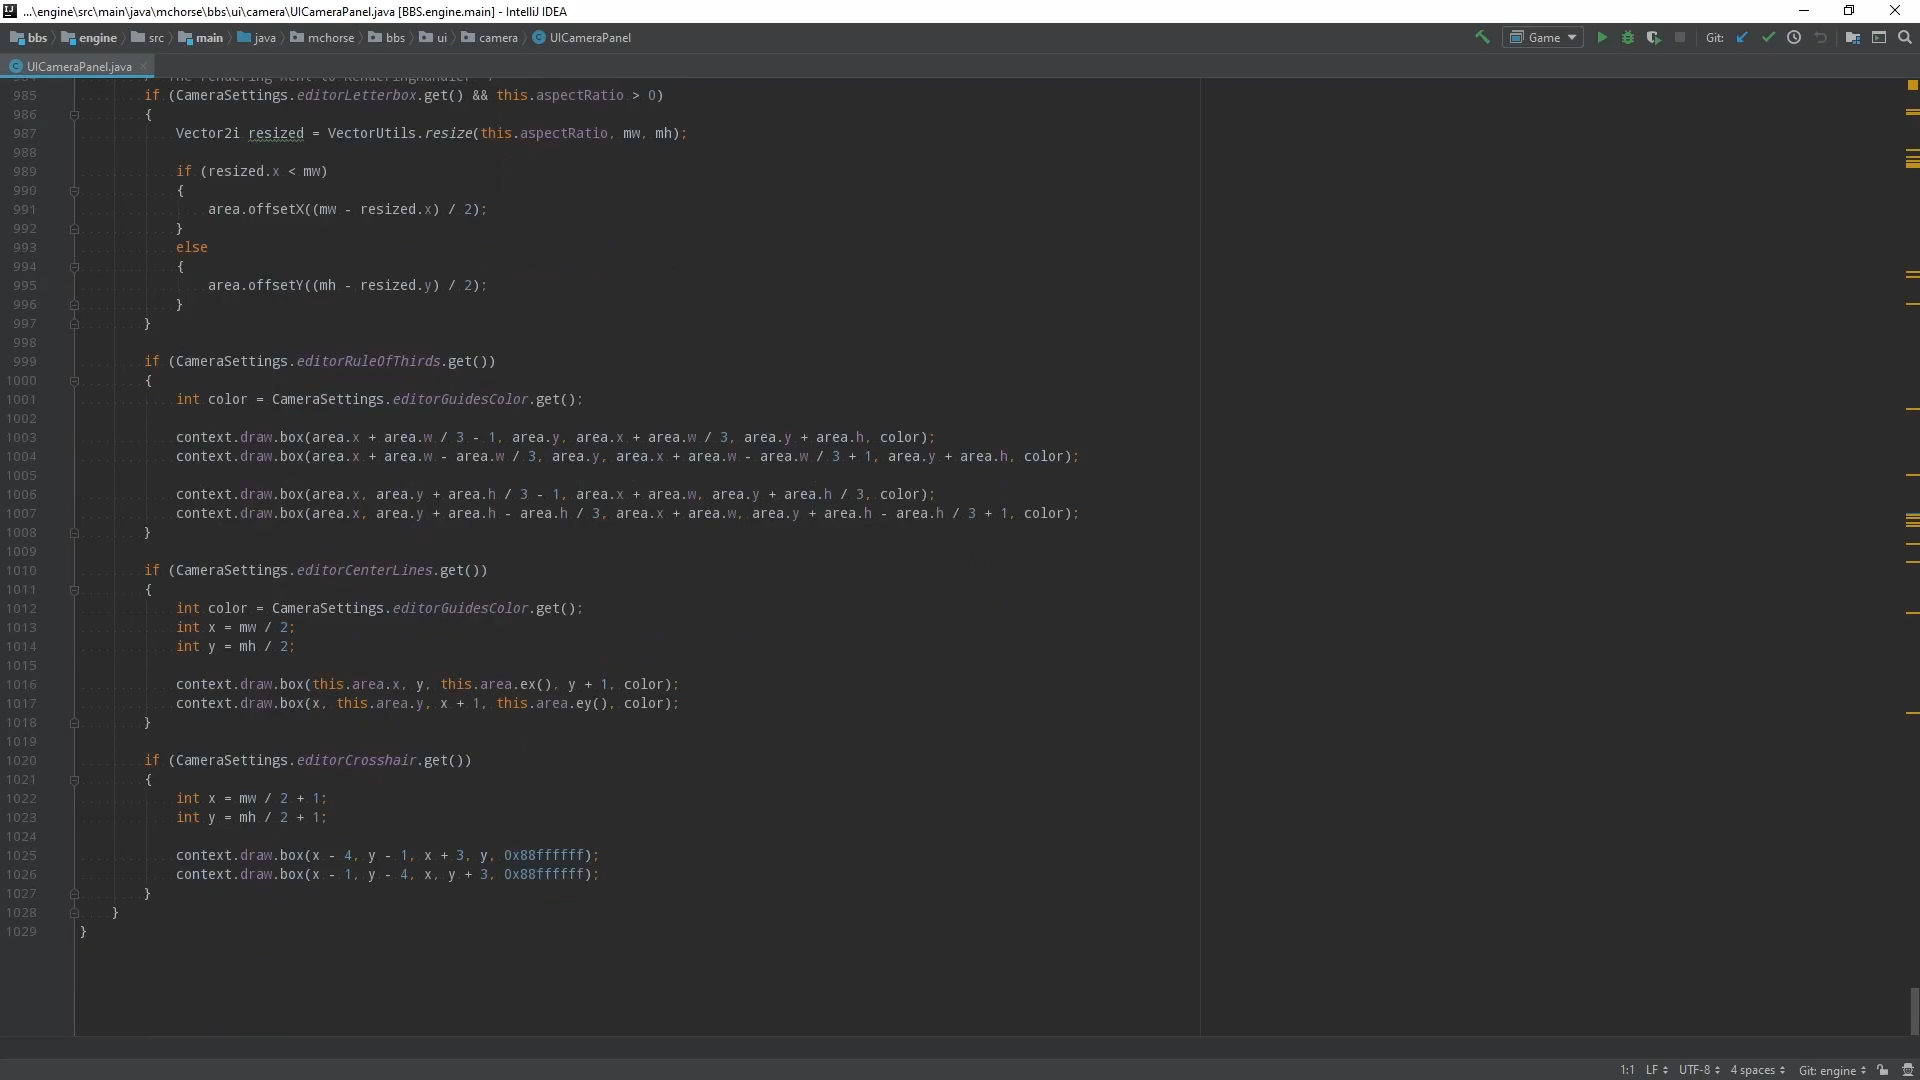 ...\engine\src\main\java\mchorse\bbs\ui\camera\UICameraPanel.java [BBS.engine.main] - IntelliJ IDEA
bbs engine src main java mchorse bbs ui camera UICameraPanel Game Git:
UICameraPanel.java
985 if (CameraSettings.editorLetterbox.get() && this.aspectRatio > 0)
986 {
987 Vector2i resized = VectorUtils.resize(this.aspectRatio, mw, mh);
988
989 if (resized.x < mw)
990 {
991 area.offsetX((mw - resized.x) / 2);
992 }
993 else
994 {
995 area.offsetY((mh - resized.y) / 2);
996 }
997 }
998
999 if (CameraSettings.editorRuleOfThirds.get())
1000 {
1001 int color = CameraSettings.editorGuidesColor.get();
1002
1003 context.draw.box(area.x + area.w / 3 - 1, area.y, area.x + area.w / 3, area.y + area.h, color);
1004 context.draw.box(area.x + area.w - area.w / 3, area.y, area.x + area.w - area.w / 3 + 1, area.y + area.h, color);
1005
1006 context.draw.box(area.x, area.y + area.h / 3 - 1, area.x + area.w, area.y + area.h / 3, color);
1007 context.draw.box(area.x, area.y + area.h - area.h / 3, area.x + area.w, area.y + area.h - area.h / 3 + 1, color);
1008 }
1009
1010 if (CameraSettings.editorCenterLines.get())
1011 {
1012 int color = CameraSettings.editorGuidesColor.get();
1013 int x = mw / 2;
1014 int y = mh / 2;
1015
1016 context.draw.box(this.area.x, y, this.area.ex(), y + 1, color);
1017 context.draw.box(x, this.area.y, x + 1, this.area.ey(), color);
1018 }
1019
1020 if (CameraSettings.editorCrosshair.get())
1021 {
1022 int x = mw / 2 + 1;
1023 int y = mh / 2 + 1;
1024
1025 context.draw.box(x - 4, y - 1, x + 3, y, 0x88ffffff);
1026 context.draw.box(x - 1, y - 4, x, y + 3, 0x88ffffff);
1027 }
1028 }
1029 }
1:1 LF UTF-8 4 spaces Git: engine